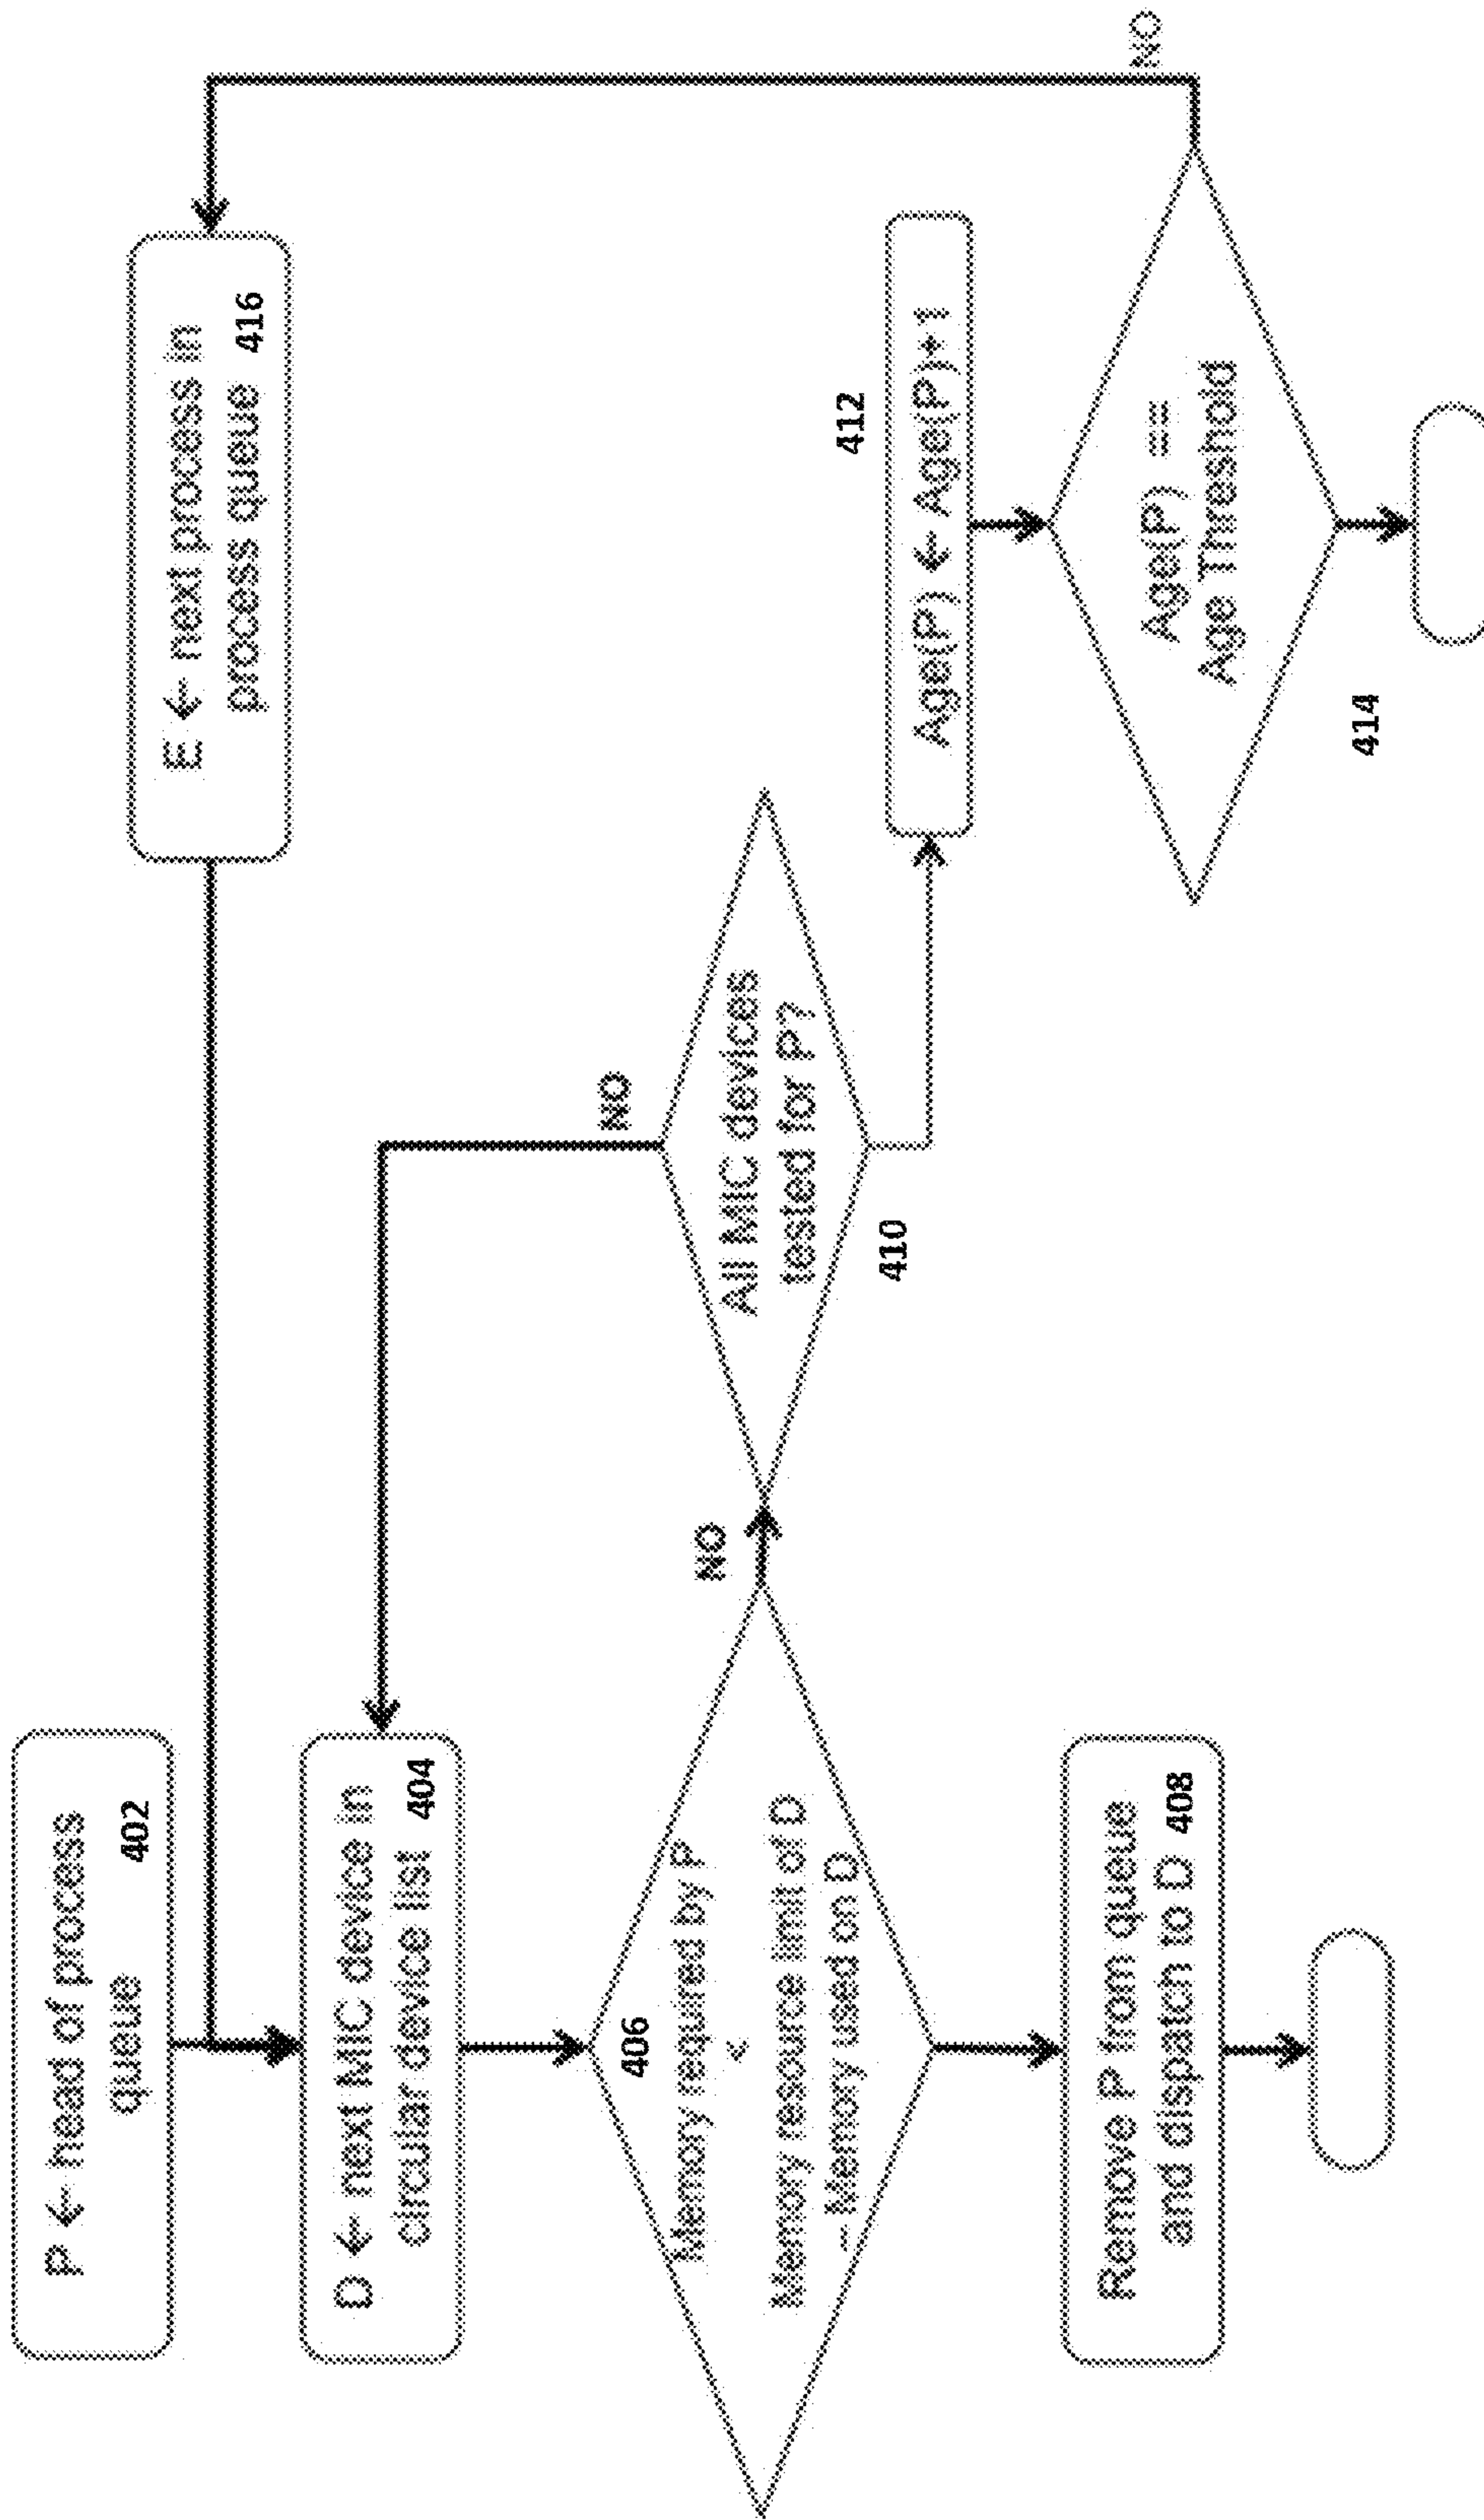 P ← head of process
queue
402
D ← next MIC device in
circular device list 404
406
Memory required by P
<
Memory resource limit of D
– Memory used on D
NO
Remove P from queue
and dispatch to D 408
All MIC devices
tested for P?
410
NO
412
Age(P) ← Age(P)+1
Age(P) ==
Age Threshold
414
NO
E ← next process in
process queue 416